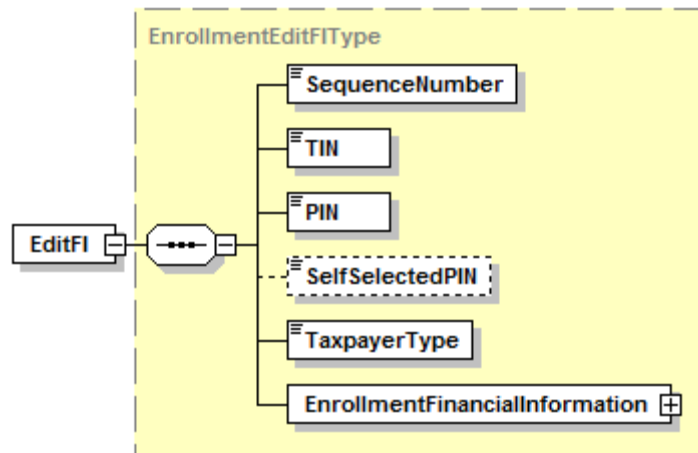 EnrollmentEditFIType
SequenceNumber
TIN
PIN
EditFI
SelfSelectedPIN
TaxpayerType
EnrollmentFinancialInformation